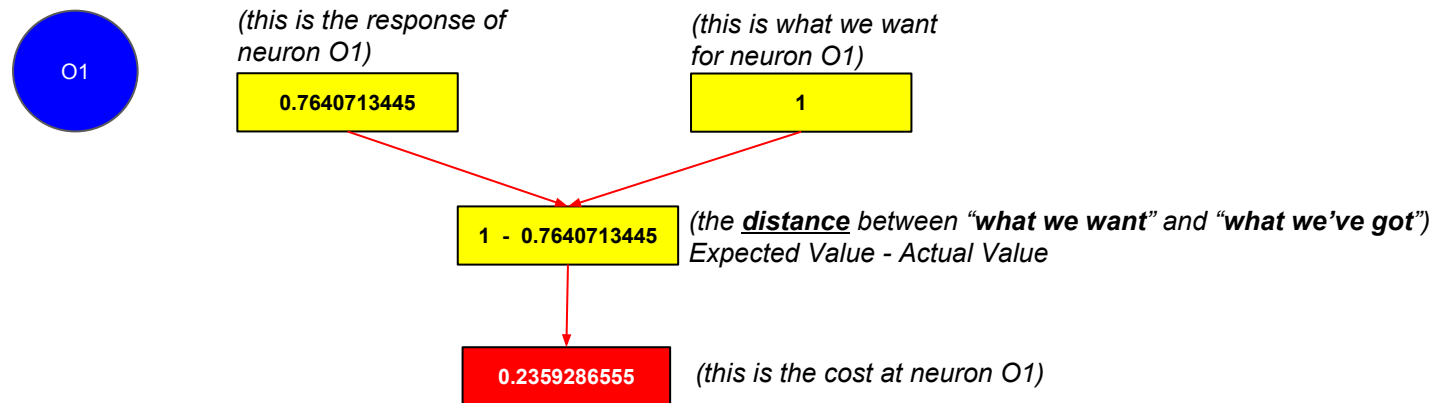 O1
(this is the response of
neuron O1)
0.7640713445
(this is what we want
for neuron O1)
1
1 - 0.7640713445
(the distance between “what we want” and “what we’ve got”)
Expected Value - Actual Value
0.2359286555
(this is the cost at neuron O1)